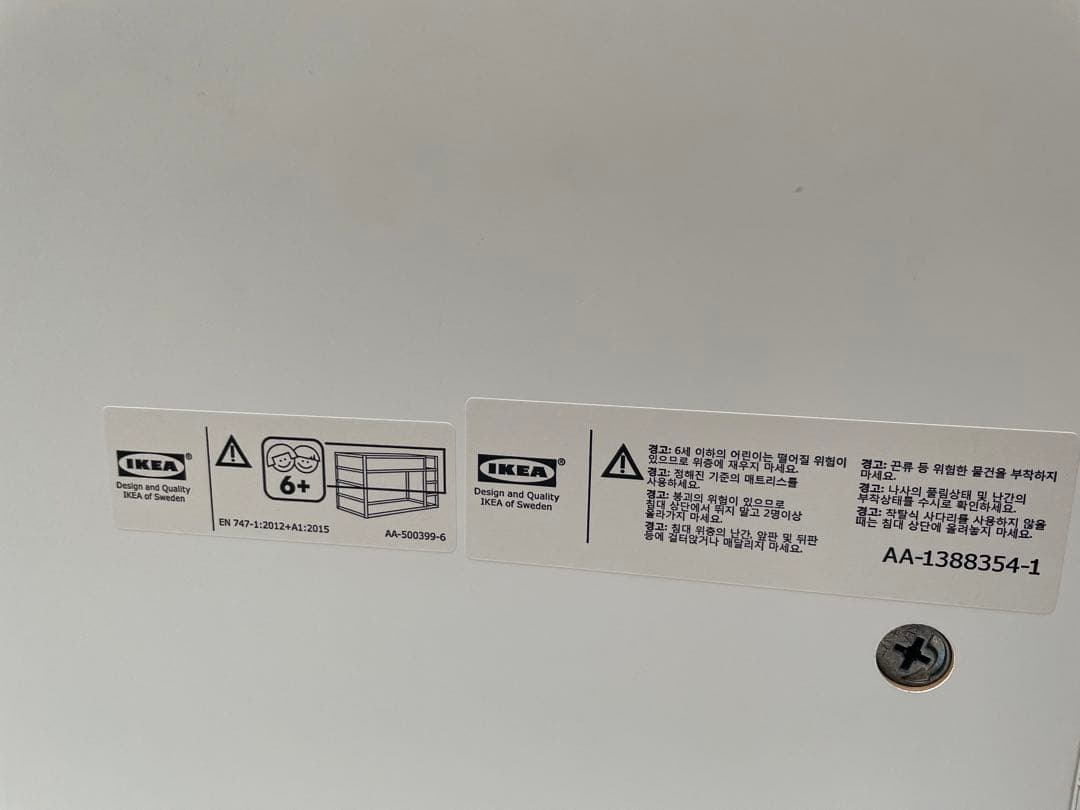 IKEA®
Design and Quality
IKEA of Sweden
6+
EN 747-1:2012+A1:2015
AA-500399-6
IKEA®
Design and Quality
IKEA of Sweden
경고: 6세 이하의 어린이는 떨어질 위험이
있으므로 위층에 재우지 마세요.
경고: 정해진 기준의 매트리스를
사용하세요.
경고: 붕괴의 위험이 있으므로
침대 상단에서 뛰지 말고 2명이상
올라가지 마세요.
경고: 침대 위층의 난간, 앞판 및 뒤판
등에 걸터앉거나 매달리지 마세요.
경고: 끈류 등 위험한 물건을 부착하지
마세요.
경고: 나사의 풀림상태 및 난간의
부착상태를 수시로 확인하세요.
경고: 착탈식 사다리를 사용하지 않을
때는 침대 상단에 올려놓지 마세요.
AA-1388354-1